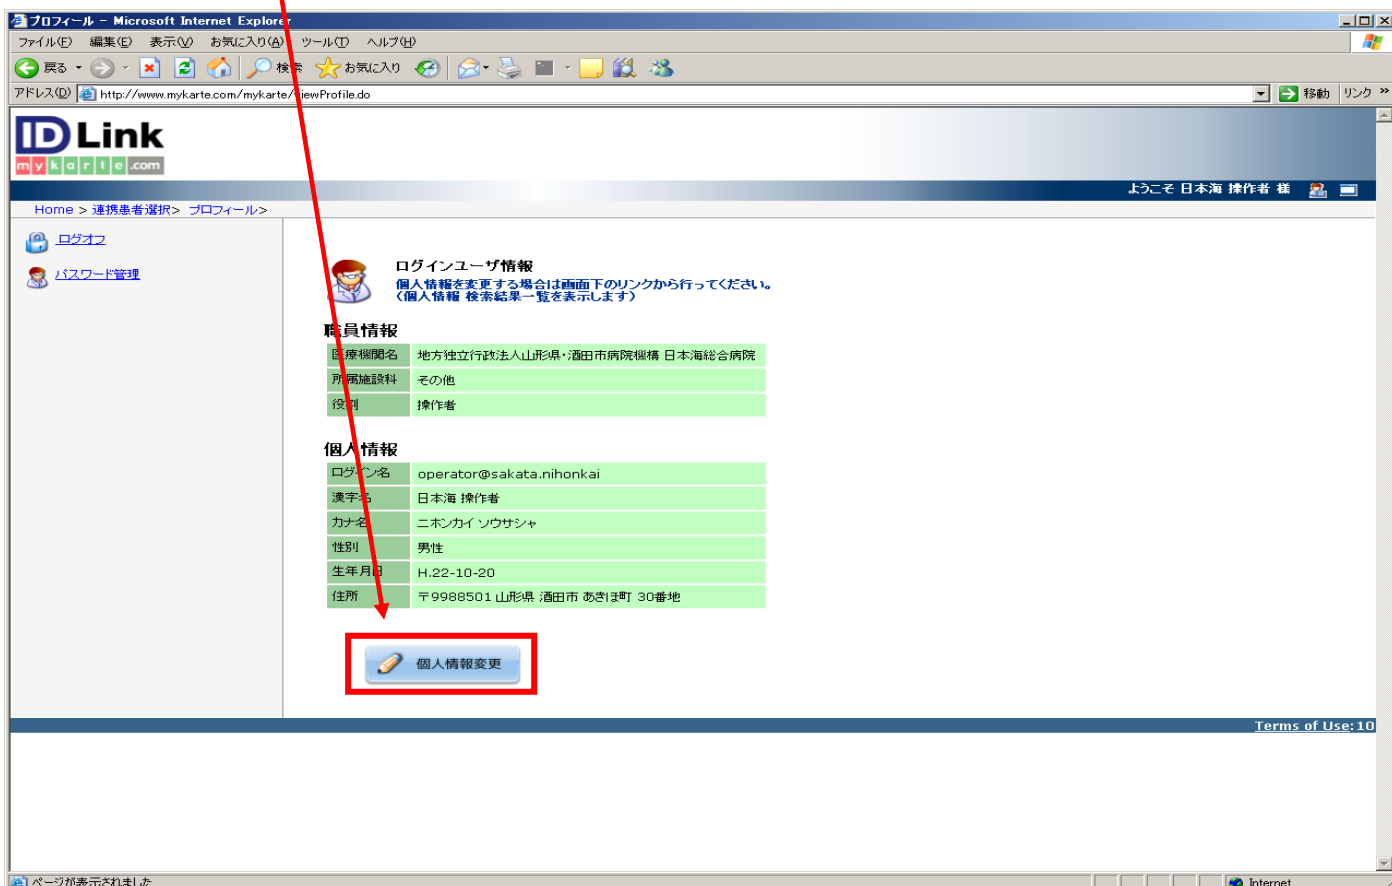 プロフィール - Microsoft Internet Explorer
ファイル(F) 編集(E) 表示(V) お気に入り(A) ツール(T) ヘルプ(H)
戻る 検索 お気に入り
アドレス(D) http://www.mykarte.com/mykarte/viewProfile.do 移動 リンク »
ID Link
mykarte.com
ようこそ 日本海 操作者 様
Home > 連携患者選択> プロフィール>
ログオフ
パスワード管理
ログインユーザ情報
個人情報を変更する場合は画面下のリンクから行ってください。
(個人情報 検索結果一覧を表示します)
職員情報
医療機関名 地方独立行政法人山形県・酒田市病院機構 日本海総合病院
所属施設科 その他
役割 操作者
個人情報
ログイン名 operator@sakata.nihonkai
漢字名 日本海 操作者
カナ名 ニホンカイ ソウサシャ
性別 男性
生年月日 H.22-10-20
住所 〒9988501 山形県 酒田市 あきほ町 30番地
個人情報変更
Terms of Use:10
ページが表示されました Internet